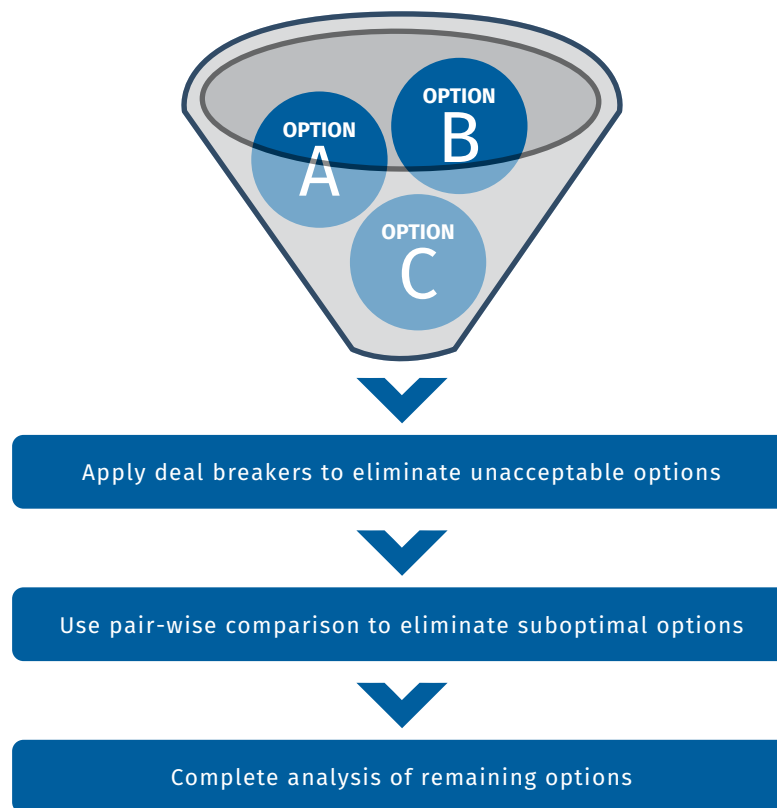 OPTION
A
OPTION
B
OPTION
C
Apply deal breakers to eliminate unacceptable options
Use pair-wise comparison to eliminate suboptimal options
Complete analysis of remaining options